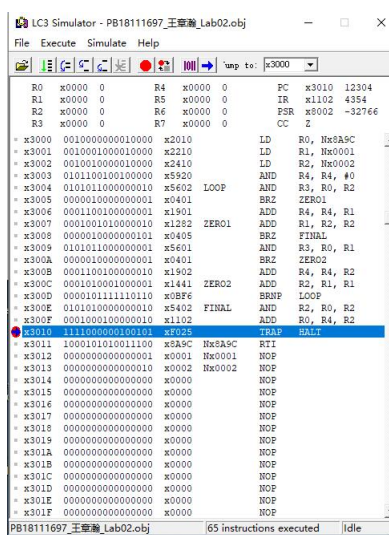 LC3 Simulator - PB18111697_王章瀚_Lab02.obj
File Execute Simulate Help
Jump to: x3000
R0 x0000 0 R4 x0000 0 PC x3010 12304
R1 x0000 0 R5 x0000 0 IR x1102 4354
R2 x0000 0 R6 x0000 0 PSR x8002 -32766
R3 x0000 0 R7 x0000 0 CC Z
x3000 0010000000010000 x2010 LD R0, Nx8A9C
x3001 0010001000010000 x2210 LD R1, Nx0001
x3002 0010010000010000 x2410 LD R2, Nx0002
x3003 0101100100100000 x5920 AND R4, R4, #0
x3004 0101011000000010 x5602 LOOP AND R3, R0, R2
x3005 0000010000000001 x0401 BRZ ZERO1
x3006 0001100100000001 x1901 ADD R4, R4, R1
x3007 0001001010000010 x1282 ZERO1 ADD R1, R2, R2
x3008 0000010000000101 x0405 BRZ FINAL
x3009 0101011000000001 x5601 AND R3, R0, R1
x300A 0000010000000001 x0401 BRZ ZERO2
x300B 0001100100000010 x1902 ADD R4, R4, R2
x300C 0001010001000001 x1441 ZERO2 ADD R2, R1, R1
x300D 0000101111110110 x0BF6 BRNP LOOP
x300E 0101010000000010 x5402 FINAL AND R2, R0, R2
x300F 0001000100000010 x1102 ADD R0, R4, R2
x3010 1111000000100101 xF025 TRAP HALT
x3011 1000101010011100 x8A9C Nx8A9C RTI
x3012 0000000000000001 x0001 Nx0001 NOP
x3013 0000000000000010 x0002 Nx0002 NOP
x3014 0000000000000000 x0000 NOP
x3015 0000000000000000 x0000 NOP
x3016 0000000000000000 x0000 NOP
x3017 0000000000000000 x0000 NOP
x3018 0000000000000000 x0000 NOP
x3019 0000000000000000 x0000 NOP
x301A 0000000000000000 x0000 NOP
x301B 0000000000000000 x0000 NOP
x301C 0000000000000000 x0000 NOP
x301D 0000000000000000 x0000 NOP
x301E 0000000000000000 x0000 NOP
x301F 0000000000000000 x0000 NOP
PB18111697_王章瀚_Lab02.obj 65 instructions executed Idle